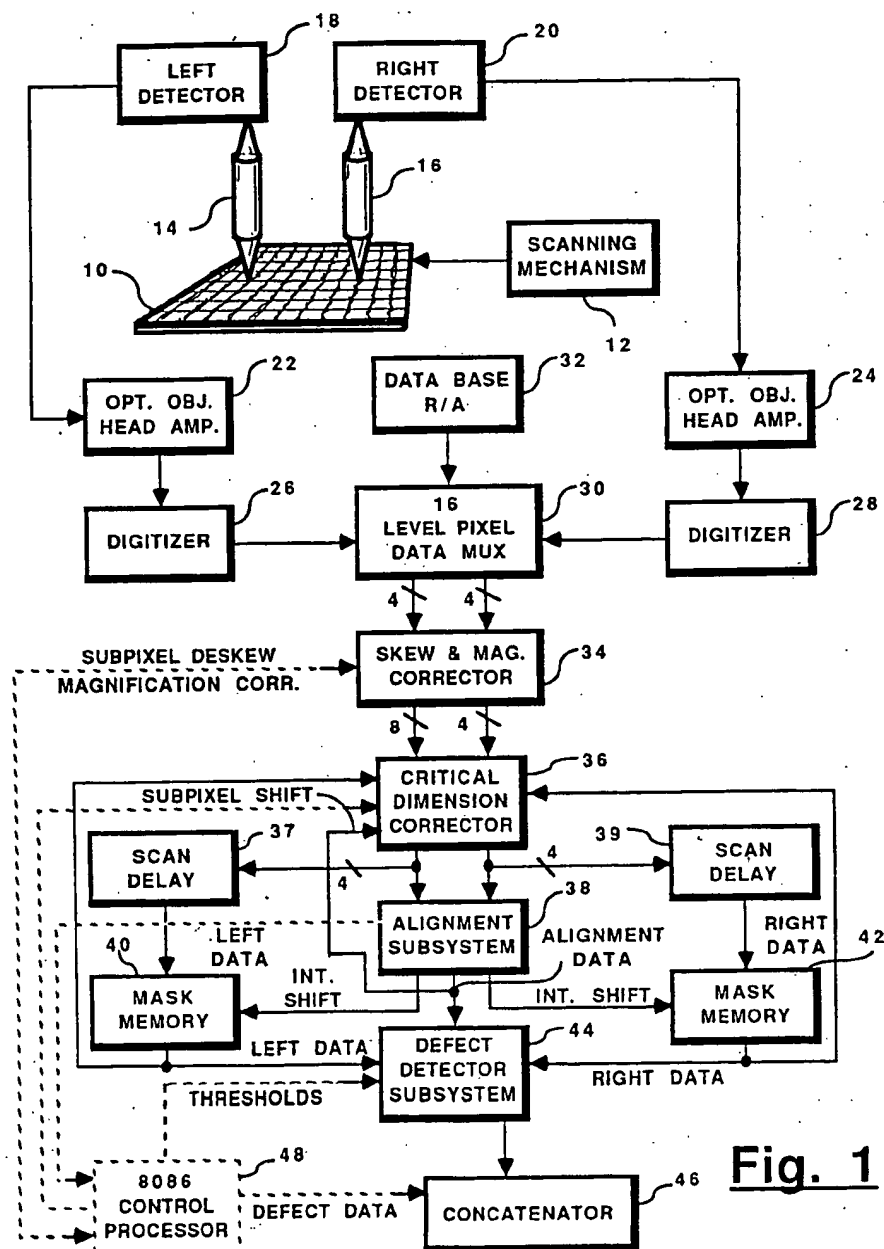 18
20
LEFT
DETECTOR
RIGHT
DETECTOR
14
16
10
SCANNING
MECHANISM
12
22
OPT. OBJ.
HEAD AMP.
32
DATA BASE
R/A
24
OPT. OBJ.
HEAD AMP.
26
DIGITIZER
16
LEVEL PIXEL
DATA MUX
30
28
DIGITIZER
4
4
SUBPIXEL DESKEW
MAGNIFICATION CORR.
SKEW & MAG.
CORRECTOR
34
8
4
SUBPIXEL SHIFT
CRITICAL
DIMENSION
CORRECTOR
36
37
SCAN
DELAY
4
4
39
SCAN
DELAY
38
ALIGNMENT
SUBSYSTEM
LEFT
DATA
ALIGNMENT
DATA
RIGHT
DATA
40
MASK
MEMORY
INT.
SHIFT
INT. SHIFT
42
MASK
MEMORY
44
LEFT DATA
DEFECT
DETECTOR
SUBSYSTEM
RIGHT DATA
THRESHOLDS
48
8086
CONTROL
PROCESSOR
DEFECT DATA
CONCATENATOR
46
Fig. 1